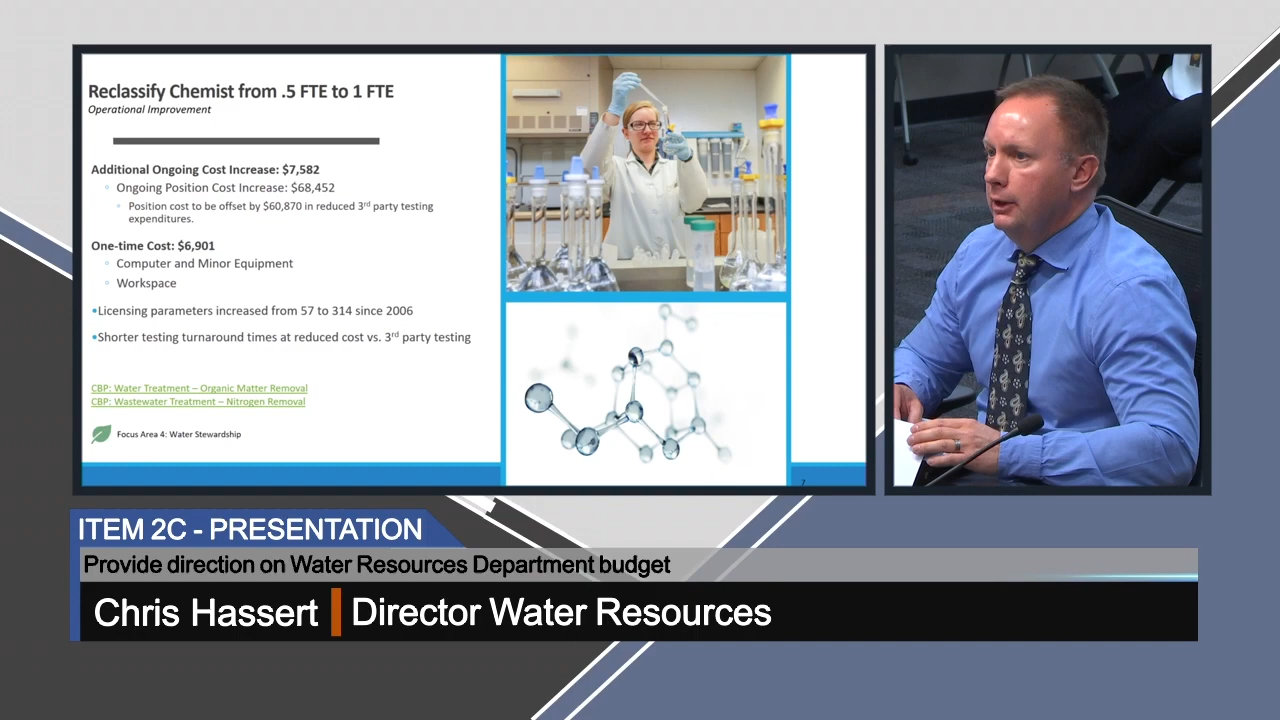 Reclassify Chemist from .5 FTE to 1 FTE
Operational Improvement
Additional Ongoing Cost Increase: $7,582
◦ Ongoing Position Cost Increase: $68,452
◦ Position cost to be offset by $60,870 in reduced 3rd party testing
expenditures.
One-time Cost: $6,901
◦ Computer and Minor Equipment
◦ Workspace
•Licensing parameters increased from 57 to 314 since 2006
•Shorter testing turnaround times at reduced cost vs. 3rd party testing
CBP: Water Treatment – Organic Matter Removal
CBP: Wastewater Treatment – Nitrogen Removal
Focus Area 4: Water Stewardship
7
ITEM 2C - PRESENTATION
Provide direction on Water Resources Department budget
Chris Hassert
Director Water Resources